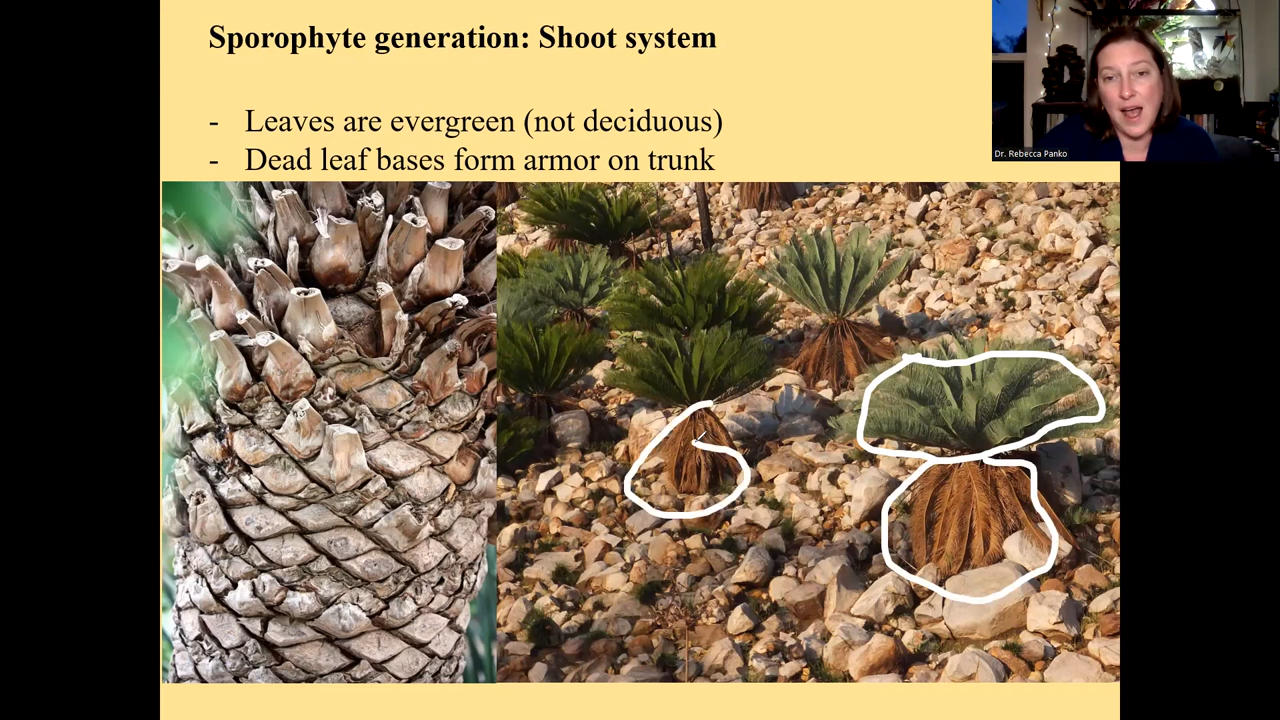 Sporophyte generation: Shoot system
- Leaves are evergreen (not deciduous)
- Dead leaf bases form armor on trunk
Dr. Rebecca Panko